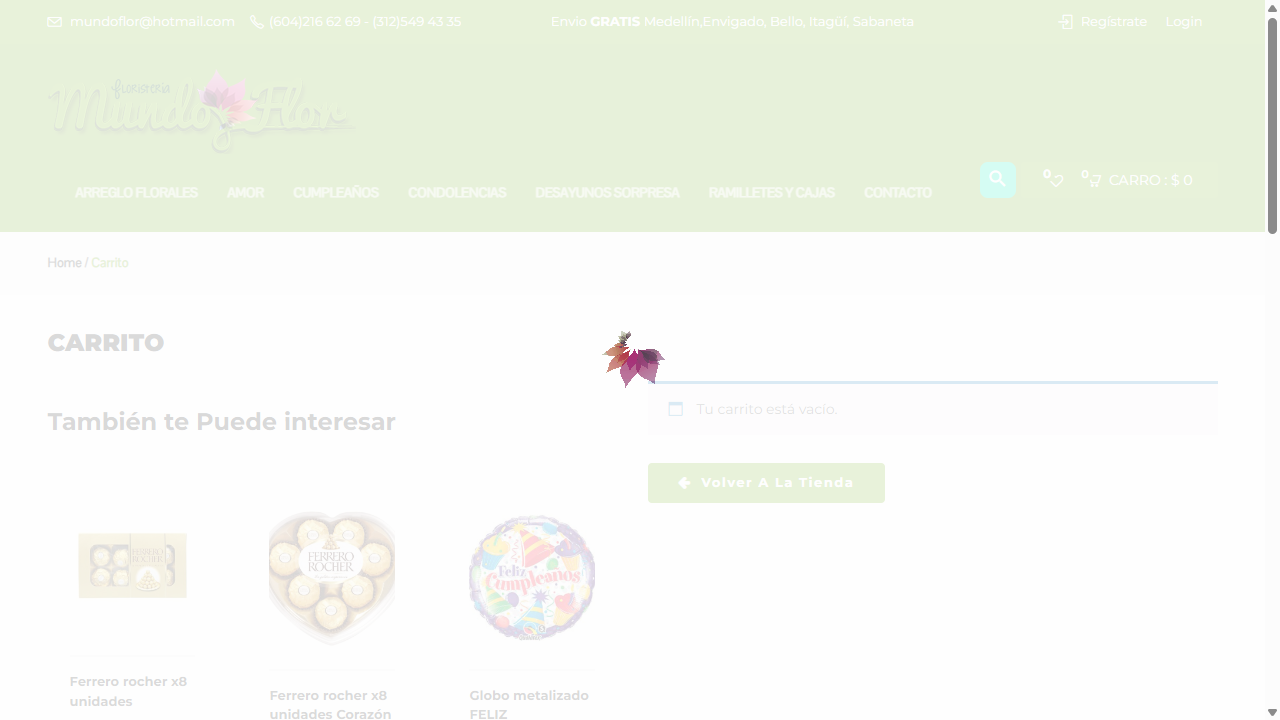 mundoflor@hotmail.com
(604)216 62 69 - (312)549 43 35
Envio GRATIS Medellín,Envigado, Bello, Itagüí, Sabaneta
Regístrate
Login
floristería
Mundo Flor
ARREGLO FLORALES
AMOR
CUMPLEAÑOS
CONDOLENCIAS
DESAYUNOS SORPRESA
RAMILLETES Y CAJAS
CONTACTO
0
0
CARRO : $ 0
Home / Carrito
CARRITO
También te Puede interesar
Tu carrito está vacío.
Volver A La Tienda
FERRERO
ROCHER
FERRERO
ROCHER
Feliz
Cumpleaños
Ferrero rocher x8
unidades
Ferrero rocher x8
unidades Corazón
Globo metalizado
FELIZ